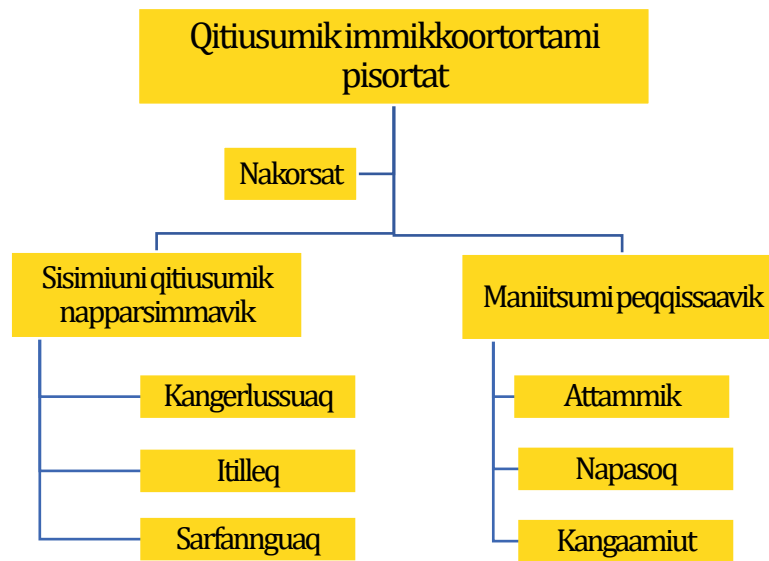 Qitiusumik immikkoortortami
pisortat
Nakorsat
Sisimiuni qitiusumik
napparsimmavik
Maniitsumi peqqissaavik
Kangerlussuaq
Itilleq
Sarfannguaq
Attammik
Napasoq
Kangaamiut